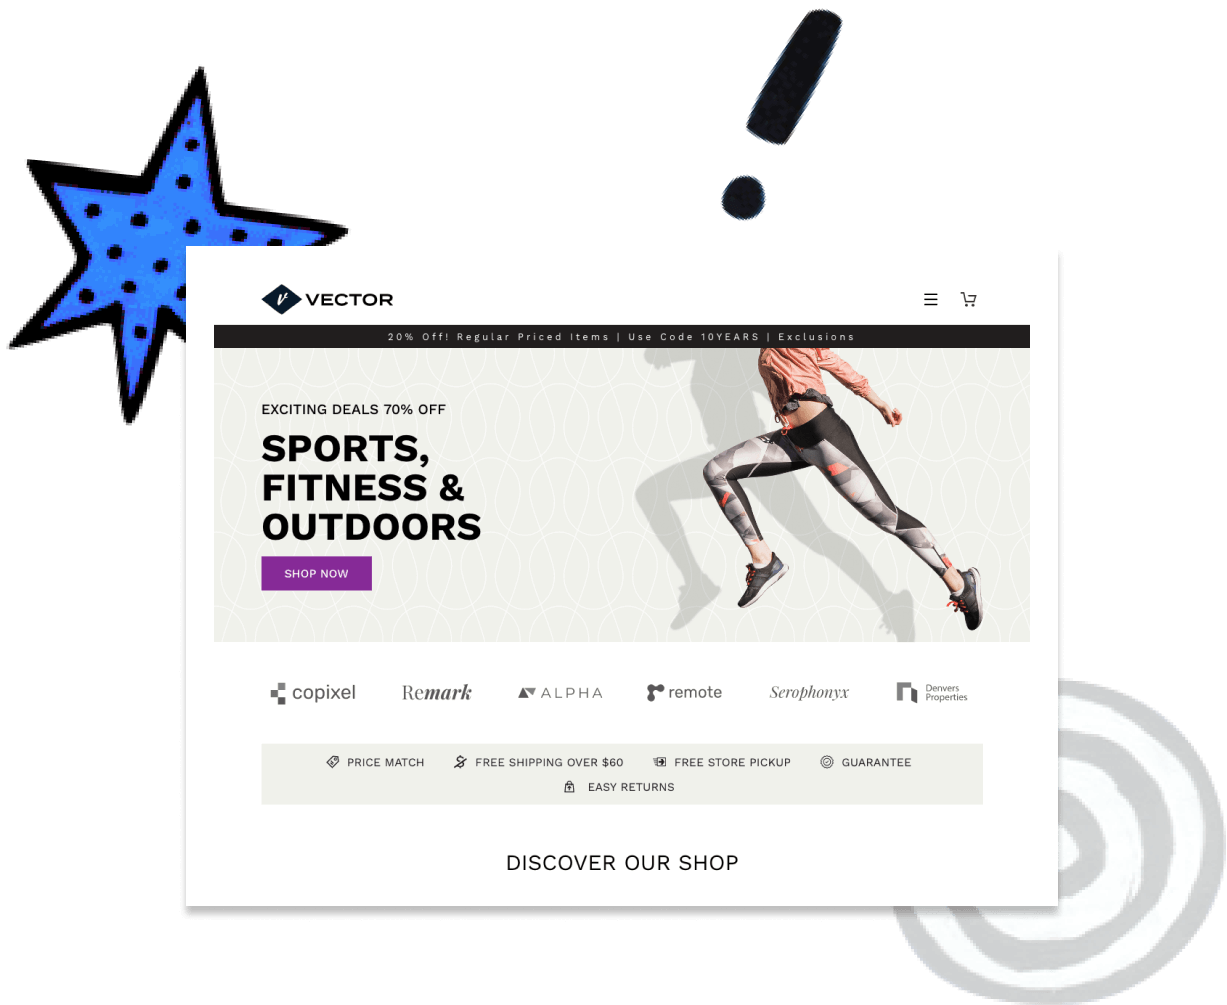 VECTOR
20% Off! Regular Priced Items | Use Code 10YEARS | Exclusions
EXCITING DEALS 70% OFF
SPORTS,
FITNESS &
OUTDOORS
SHOP NOW
copixel
Remark
ALPHA
remote
Serophonyx
Denvers
Properties
PRICE MATCH
FREE SHIPPING OVER $60
FREE STORE PICKUP
GUARANTEE
EASY RETURNS
DISCOVER OUR SHOP